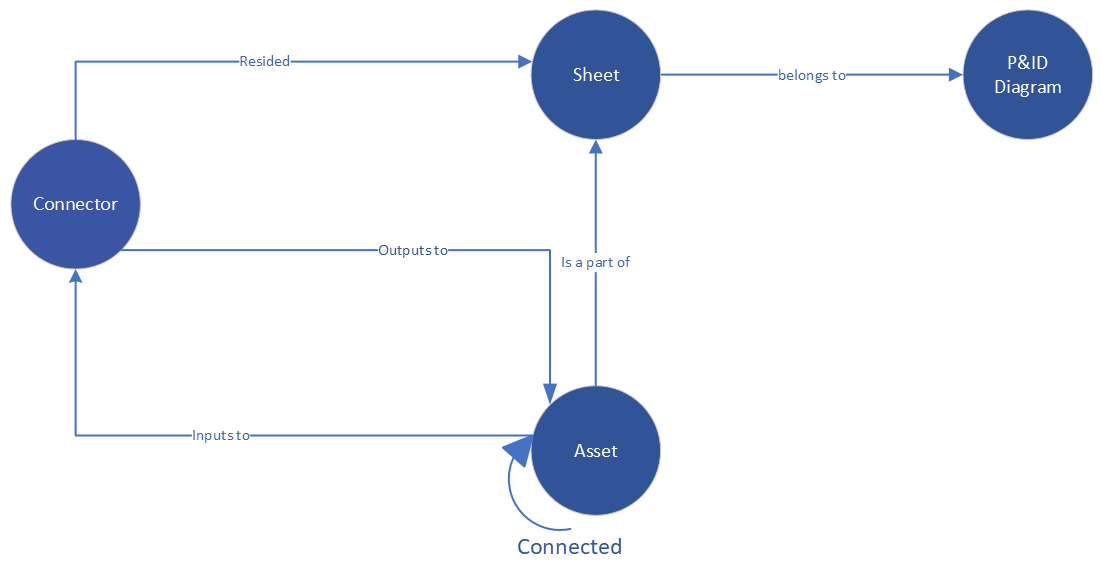 Resided
Sheet
belongs to
P&ID
Diagram
Connector
Outputs to
Is a part of
Inputs to
Asset
Connected